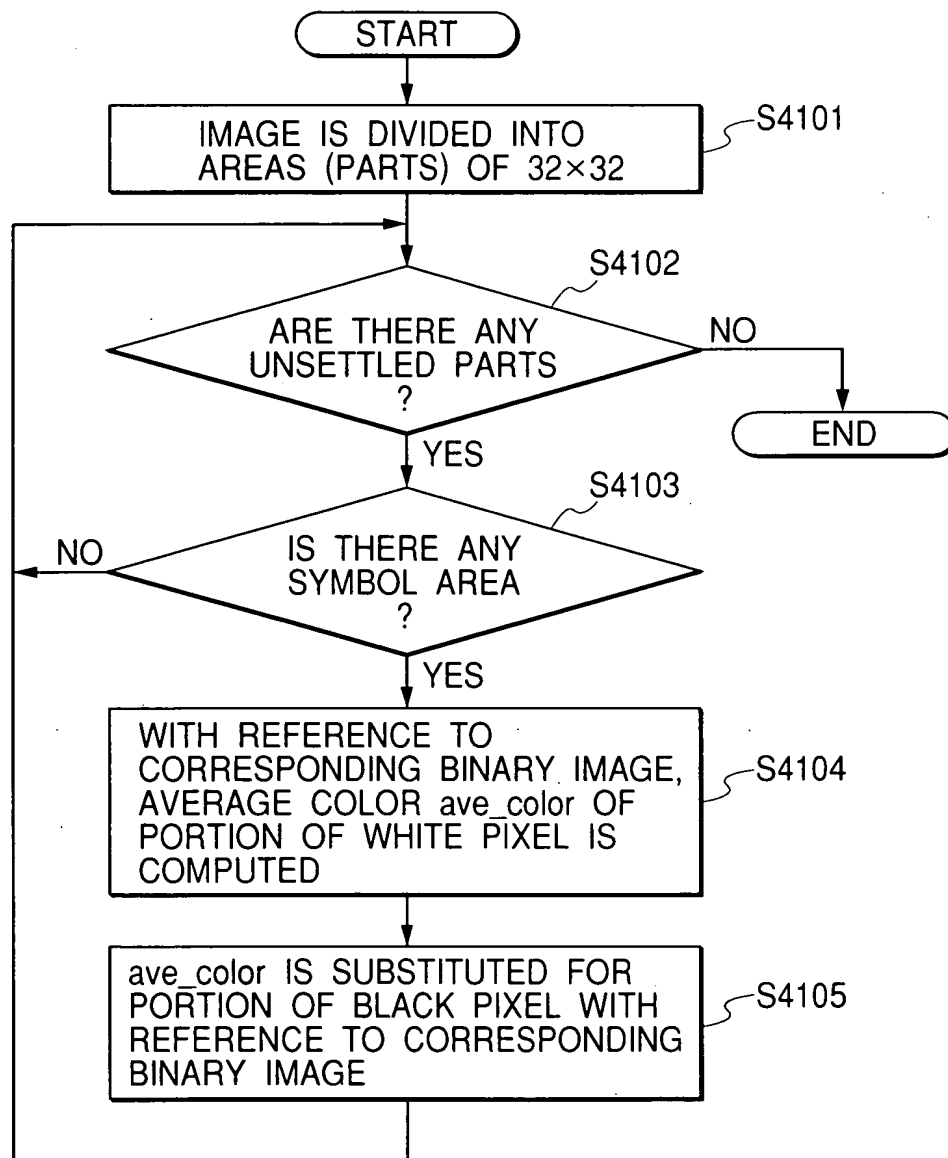 START
IMAGE IS DIVIDED INTO
AREAS (PARTS) OF 32×32
S4101
S4102
ARE THERE ANY
UNSETTLED PARTS
?
NO
END
YES
S4103
IS THERE ANY
SYMBOL AREA
?
NO
YES
WITH REFERENCE TO
CORRESPONDING BINARY IMAGE,
AVERAGE COLOR ave_color OF
PORTION OF WHITE PIXEL IS
COMPUTED
S4104
ave_color IS SUBSTITUTED FOR
PORTION OF BLACK PIXEL WITH
REFERENCE TO CORRESPONDING
BINARY IMAGE
S4105